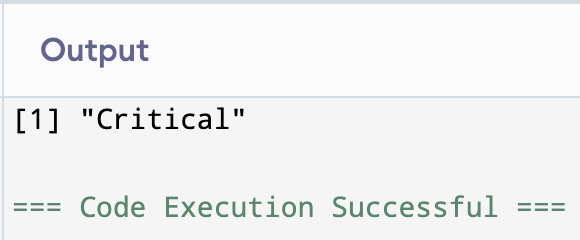 Output
[1] "Critical"
=== Code Execution Successful ===